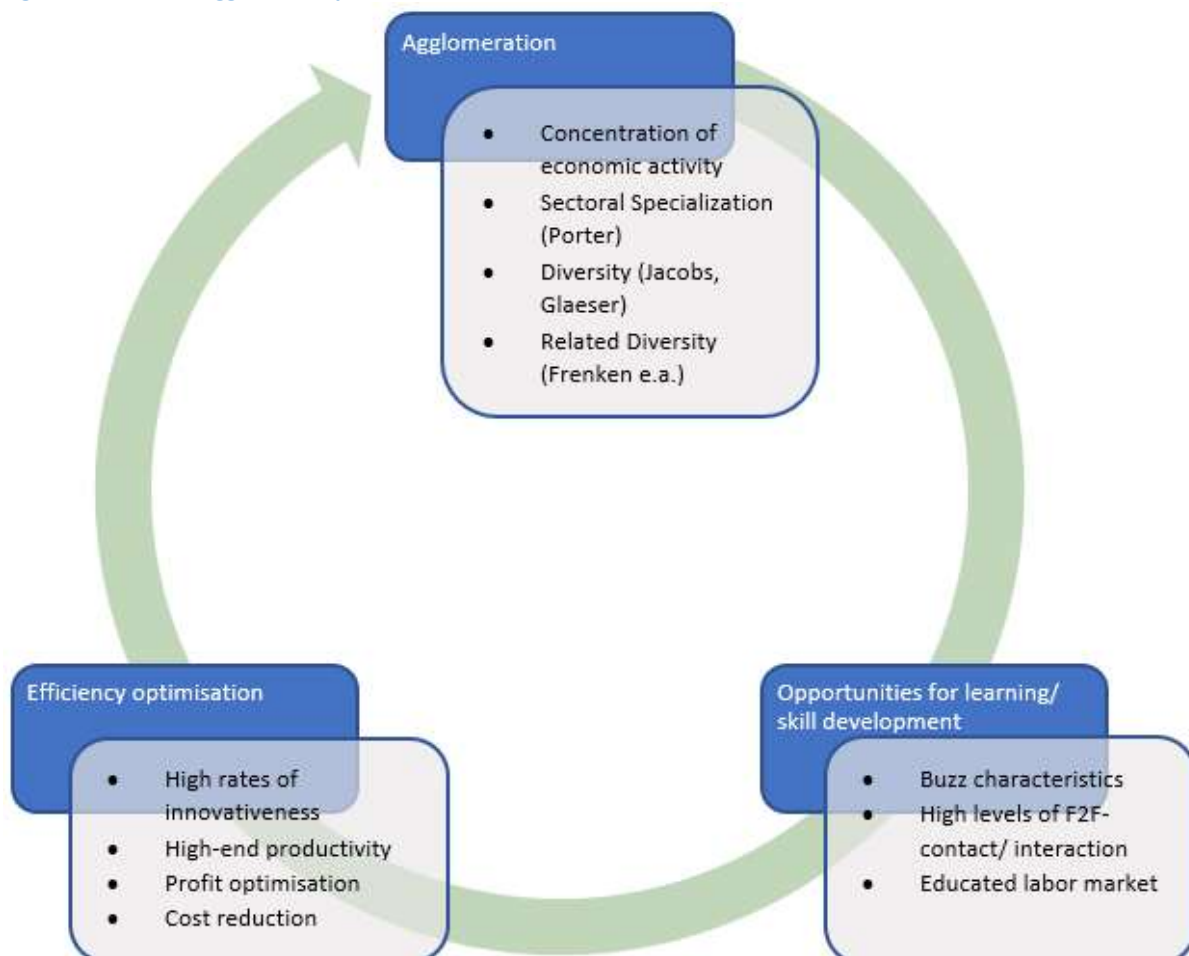 Agglomeration
● Concentration of
economic activity
● Sectoral Specialization
(Porter)
● Diversity (Jacobs,
Glaeser)
● Related Diversity
(Frenken e.a.)
Efficiency optimisation
● High rates of
innovativeness
● High-end productivity
● Profit optimisation
● Cost reduction
Opportunities for learning/
skill development
● Buzz characteristics
● High levels of F2F-
contact/ interaction
● Educated labor market